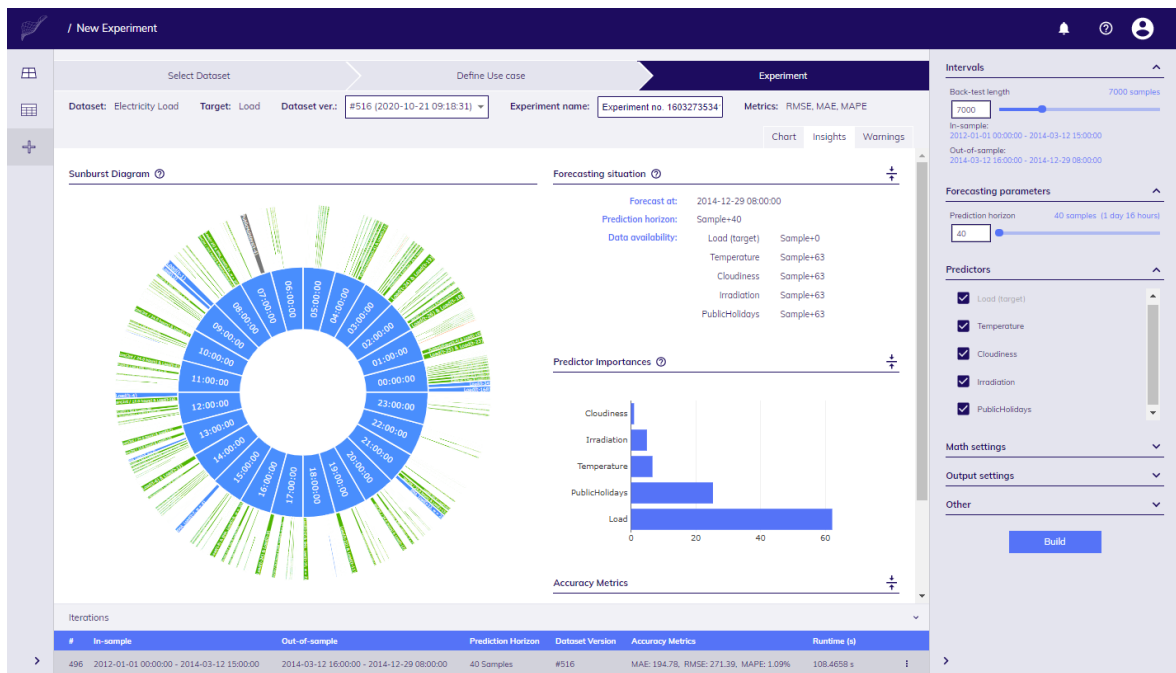 / New Experiment
Select Dataset
Define Use case
Experiment
Dataset: Electricity Load Target: Load Dataset ver.: #516 (2020-10-21 09:18:31) Experiment name: Experiment no. 1603273534 Metrics: RMSE, MAE, MAPE
Chart Insights Warnings
Sunburst Diagram
00:00:00
01:00:00
02:00:00
03:00:00
04:00:00
05:00:00
06:00:00
07:00:00
08:00:00
09:00:00
10:00:00
11:00:00
12:00:00
13:00:00
14:00:00
15:00:00
16:00:00
17:00:00
18:00:00
19:00:00
20:00:00
21:00:00
22:00:00
23:00:00
Forecasting situation
Forecast at: 2014-12-29 08:00:00
Prediction horizon: Sample+40
Data availability: Load (target) Sample+0
Temperature Sample+63
Cloudiness Sample+63
Irradiation Sample+63
PublicHolidays Sample+63
Predictor Importances
Cloudiness
Irradiation
Temperature
PublicHolidays
Load
0 20 40 60
Accuracy Metrics
Iterations
# In-sample Out-of-sample Prediction Horizon Dataset Version Accuracy Metrics Runtime (s)
496 2012-01-01 00:00:00 - 2014-03-12 15:00:00 2014-03-12 16:00:00 - 2014-12-29 08:00:00 40 Samples #516 MAE: 194.78, RMSE: 271.39, MAPE: 1.09% 108.4658 s
Intervals
Back-test length 7000 samples
7000
In-sample:
2012-01-01 00:00:00 - 2014-03-12 15:00:00
Out-of-sample:
2014-03-12 16:00:00 - 2014-12-29 08:00:00
Forecasting parameters
Prediction horizon 40 samples (1 day 16 hours)
40
Predictors
Load (target)
Temperature
Cloudiness
Irradiation
PublicHolidays
Math settings
Output settings
Other
Build